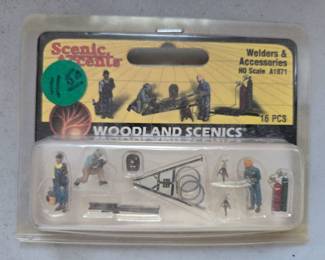 Scenic
Accents
Welders &
Accessories
HO Scale A1871
11.50
16 PCS
WOODLAND SCENICS